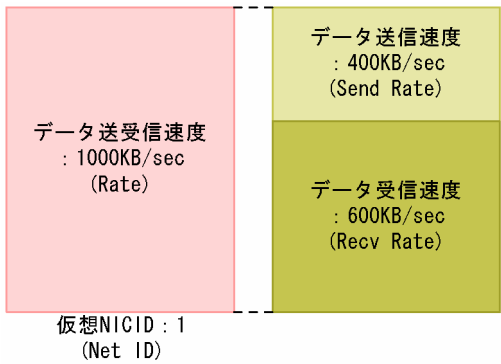 データ送受信速度
：1000KB/sec
(Rate)
データ送信速度
：400KB/sec
(Send Rate)
データ受信速度
：600KB/sec
(Recv Rate)
仮想NICID：1
(Net ID)